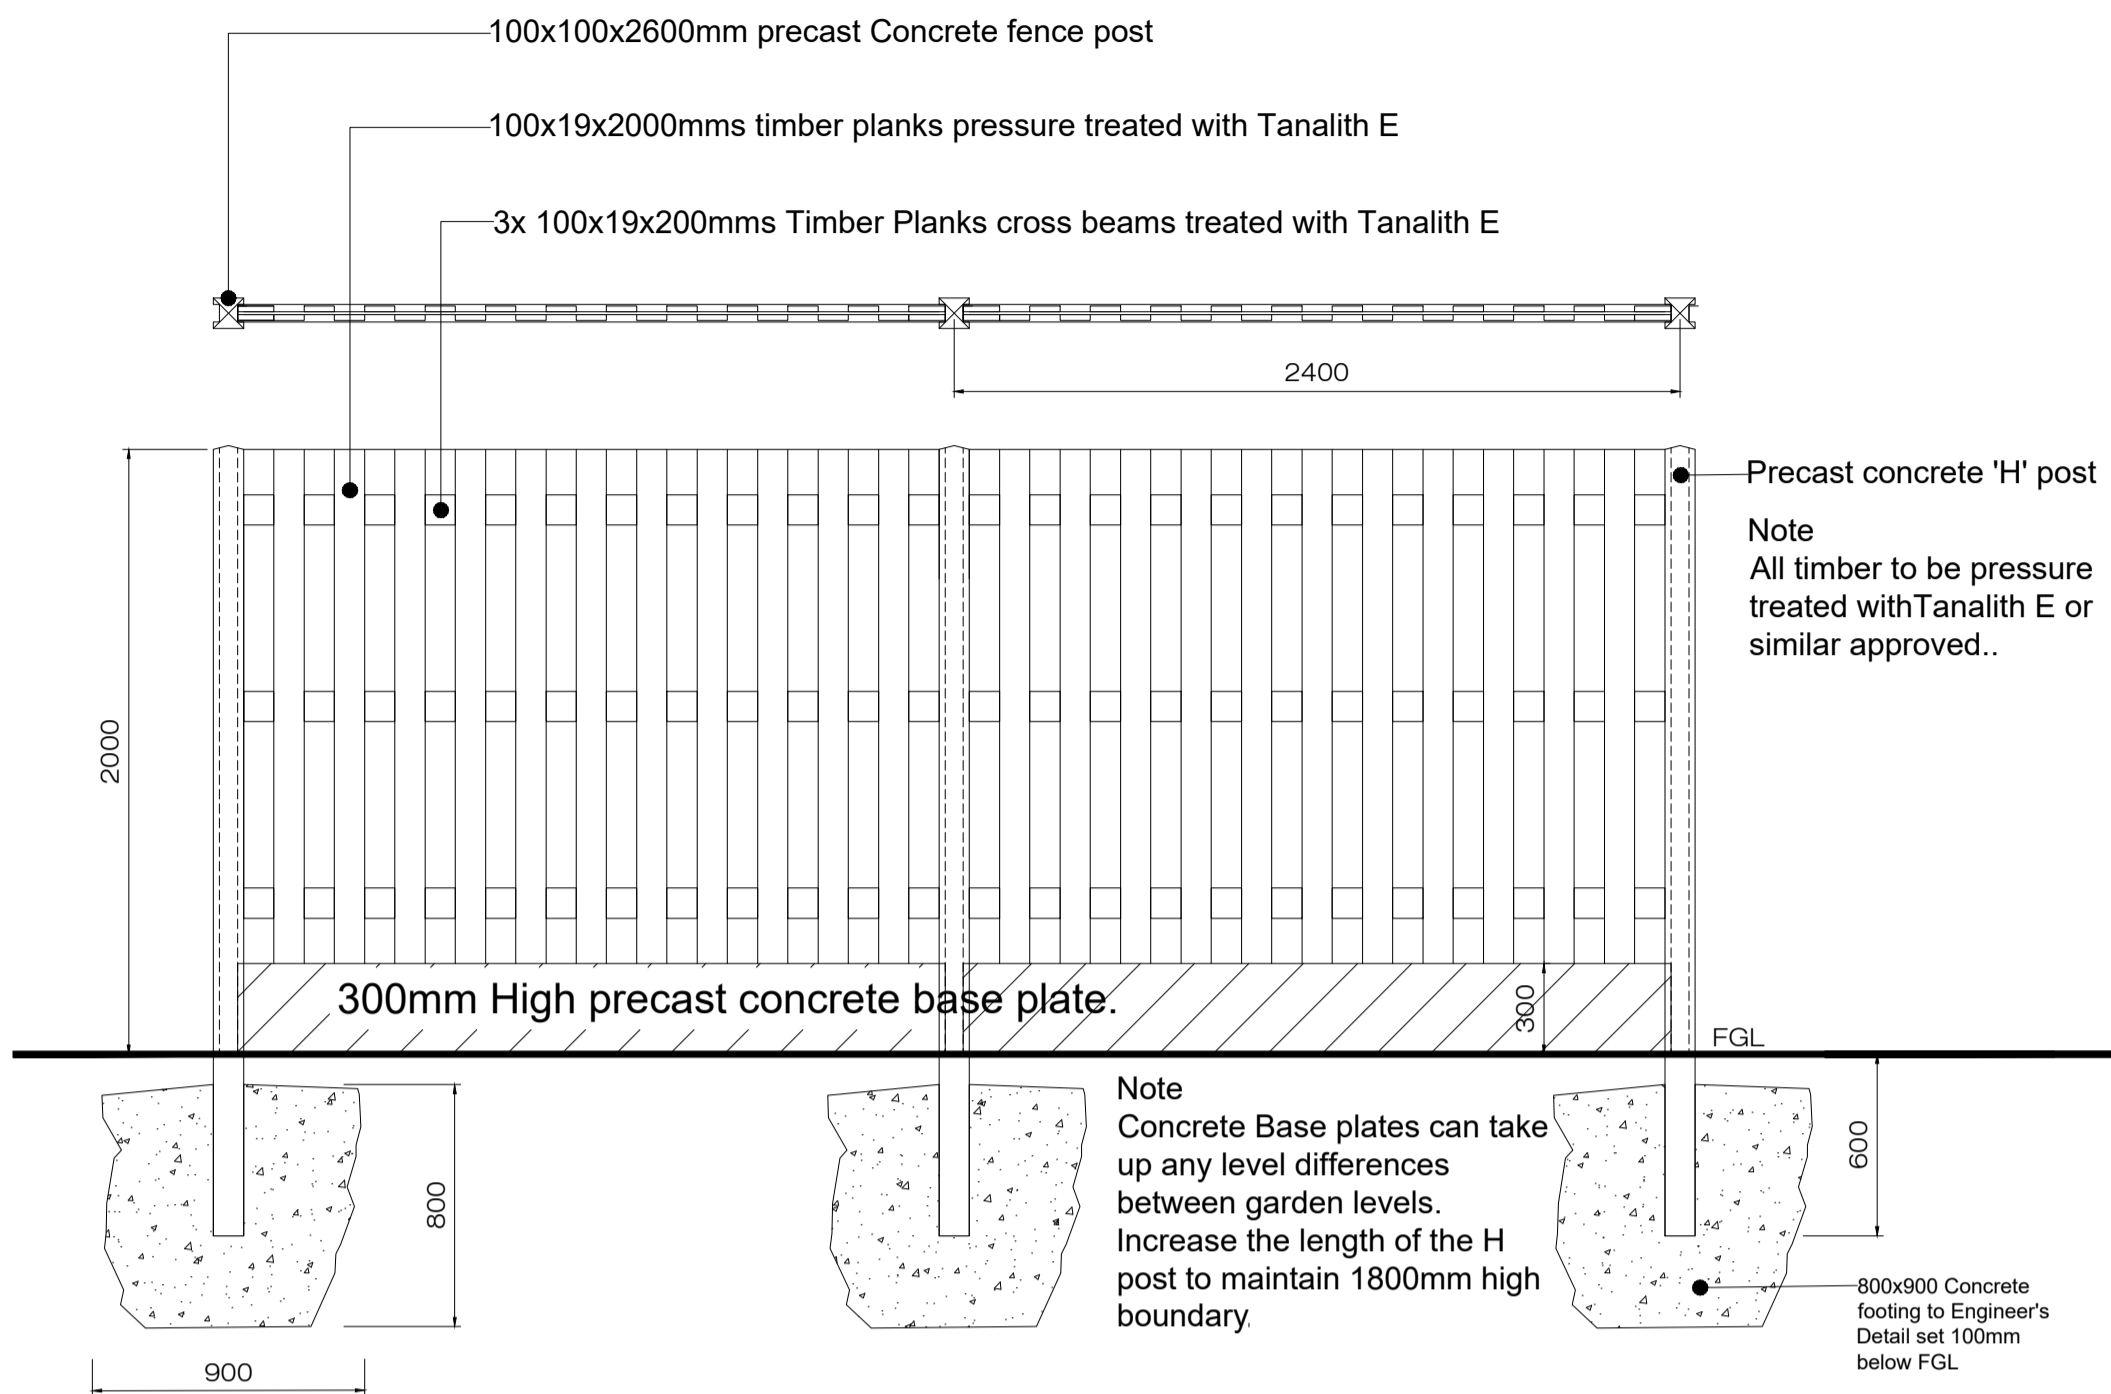 100x100x2600mm precast Concrete fence post
100x19x2000mms timber planks pressure treated with Tanalith E
3x 100x19x200mms Timber Planks cross beams treated with Tanalith E
2400
Precast concrete 'H' post
Note
All timber to be pressure
treated withTanalith E or
similar approved..
2000
300mm High precast concrete base plate.
300
FGL
Note
Concrete Base plates can take
up any level differences
between garden levels.
Increase the length of the H
post to maintain 1800mm high
boundary.
800
600
800x900 Concrete
footing to Engineer's
Detail set 100mm
below FGL
900